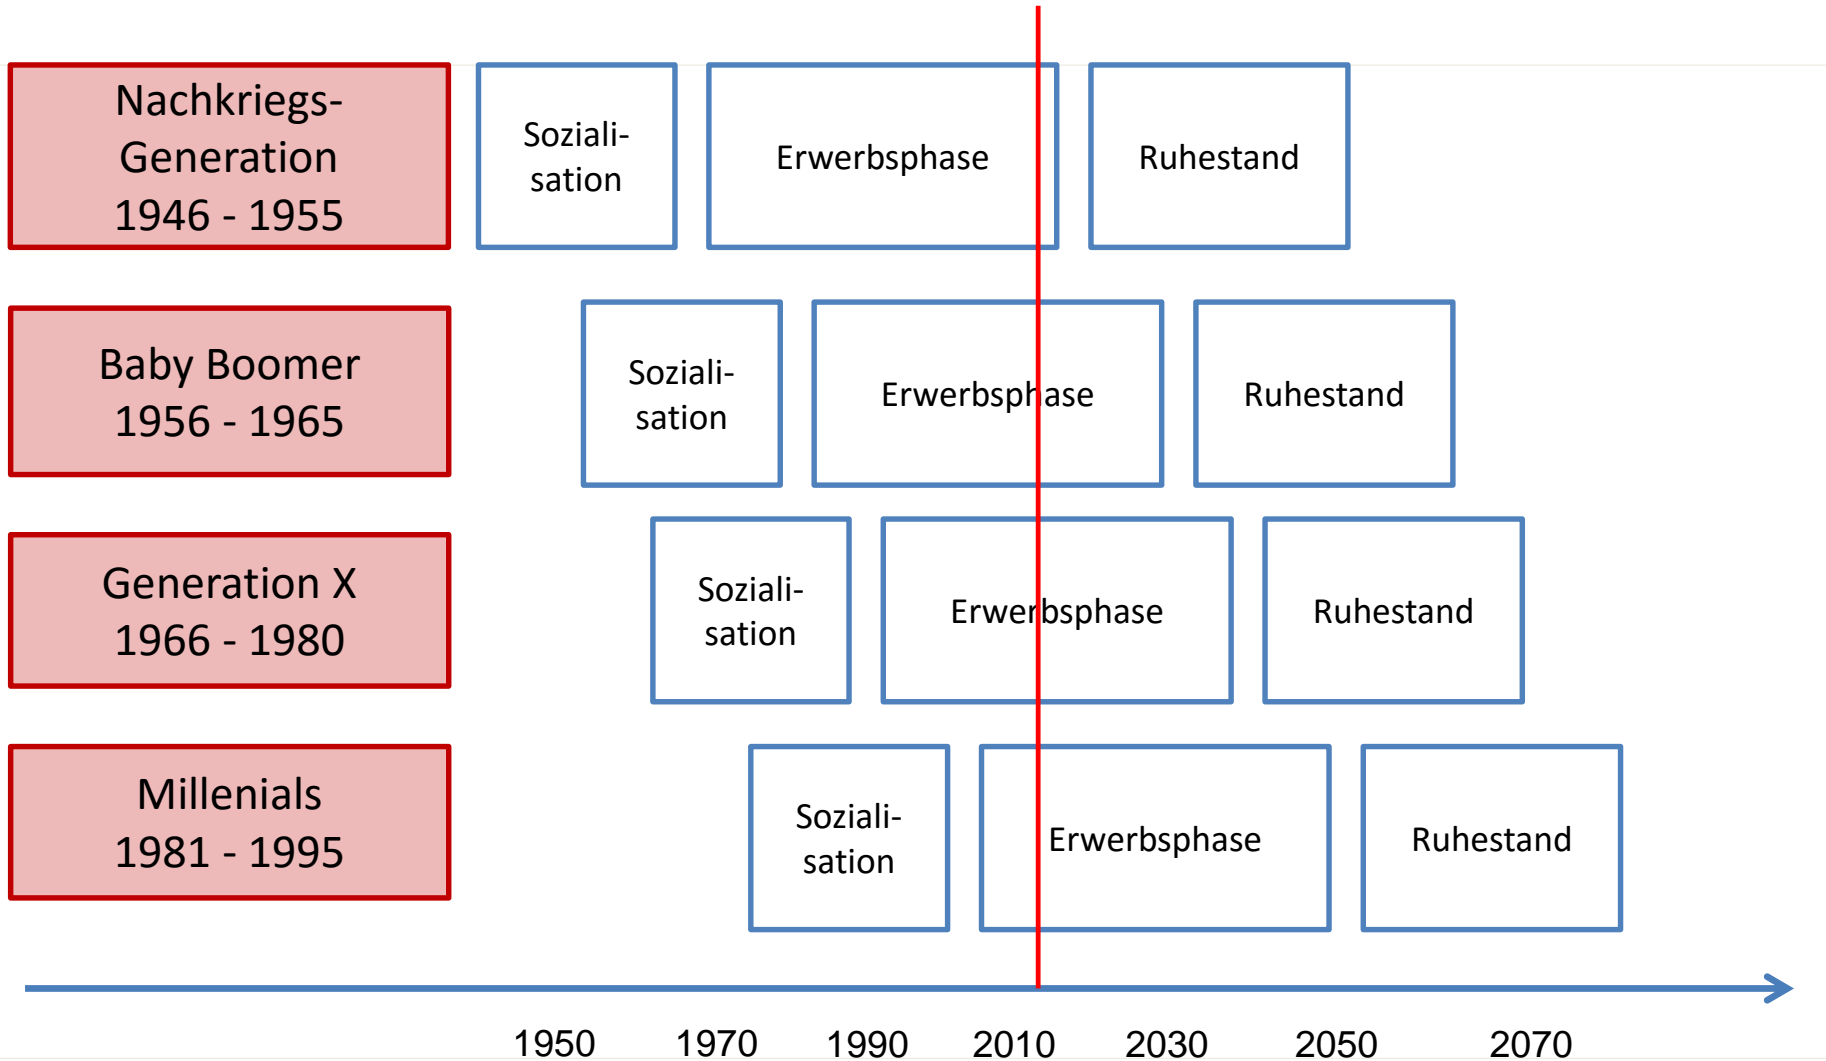 Nachkriegs-
Generation
1946 - 1955
Soziali-
sation
Erwerbsphase
Ruhestand
Baby Boomer
1956 - 1965
Soziali-
sation
Erwerbsphase
Ruhestand
Generation X
1966 - 1980
Soziali-
sation
Erwerbsphase
Ruhestand
Millenials
1981 - 1995
Soziali-
sation
Erwerbsphase
Ruhestand
1950 1970 1990 2010 2030 2050 2070